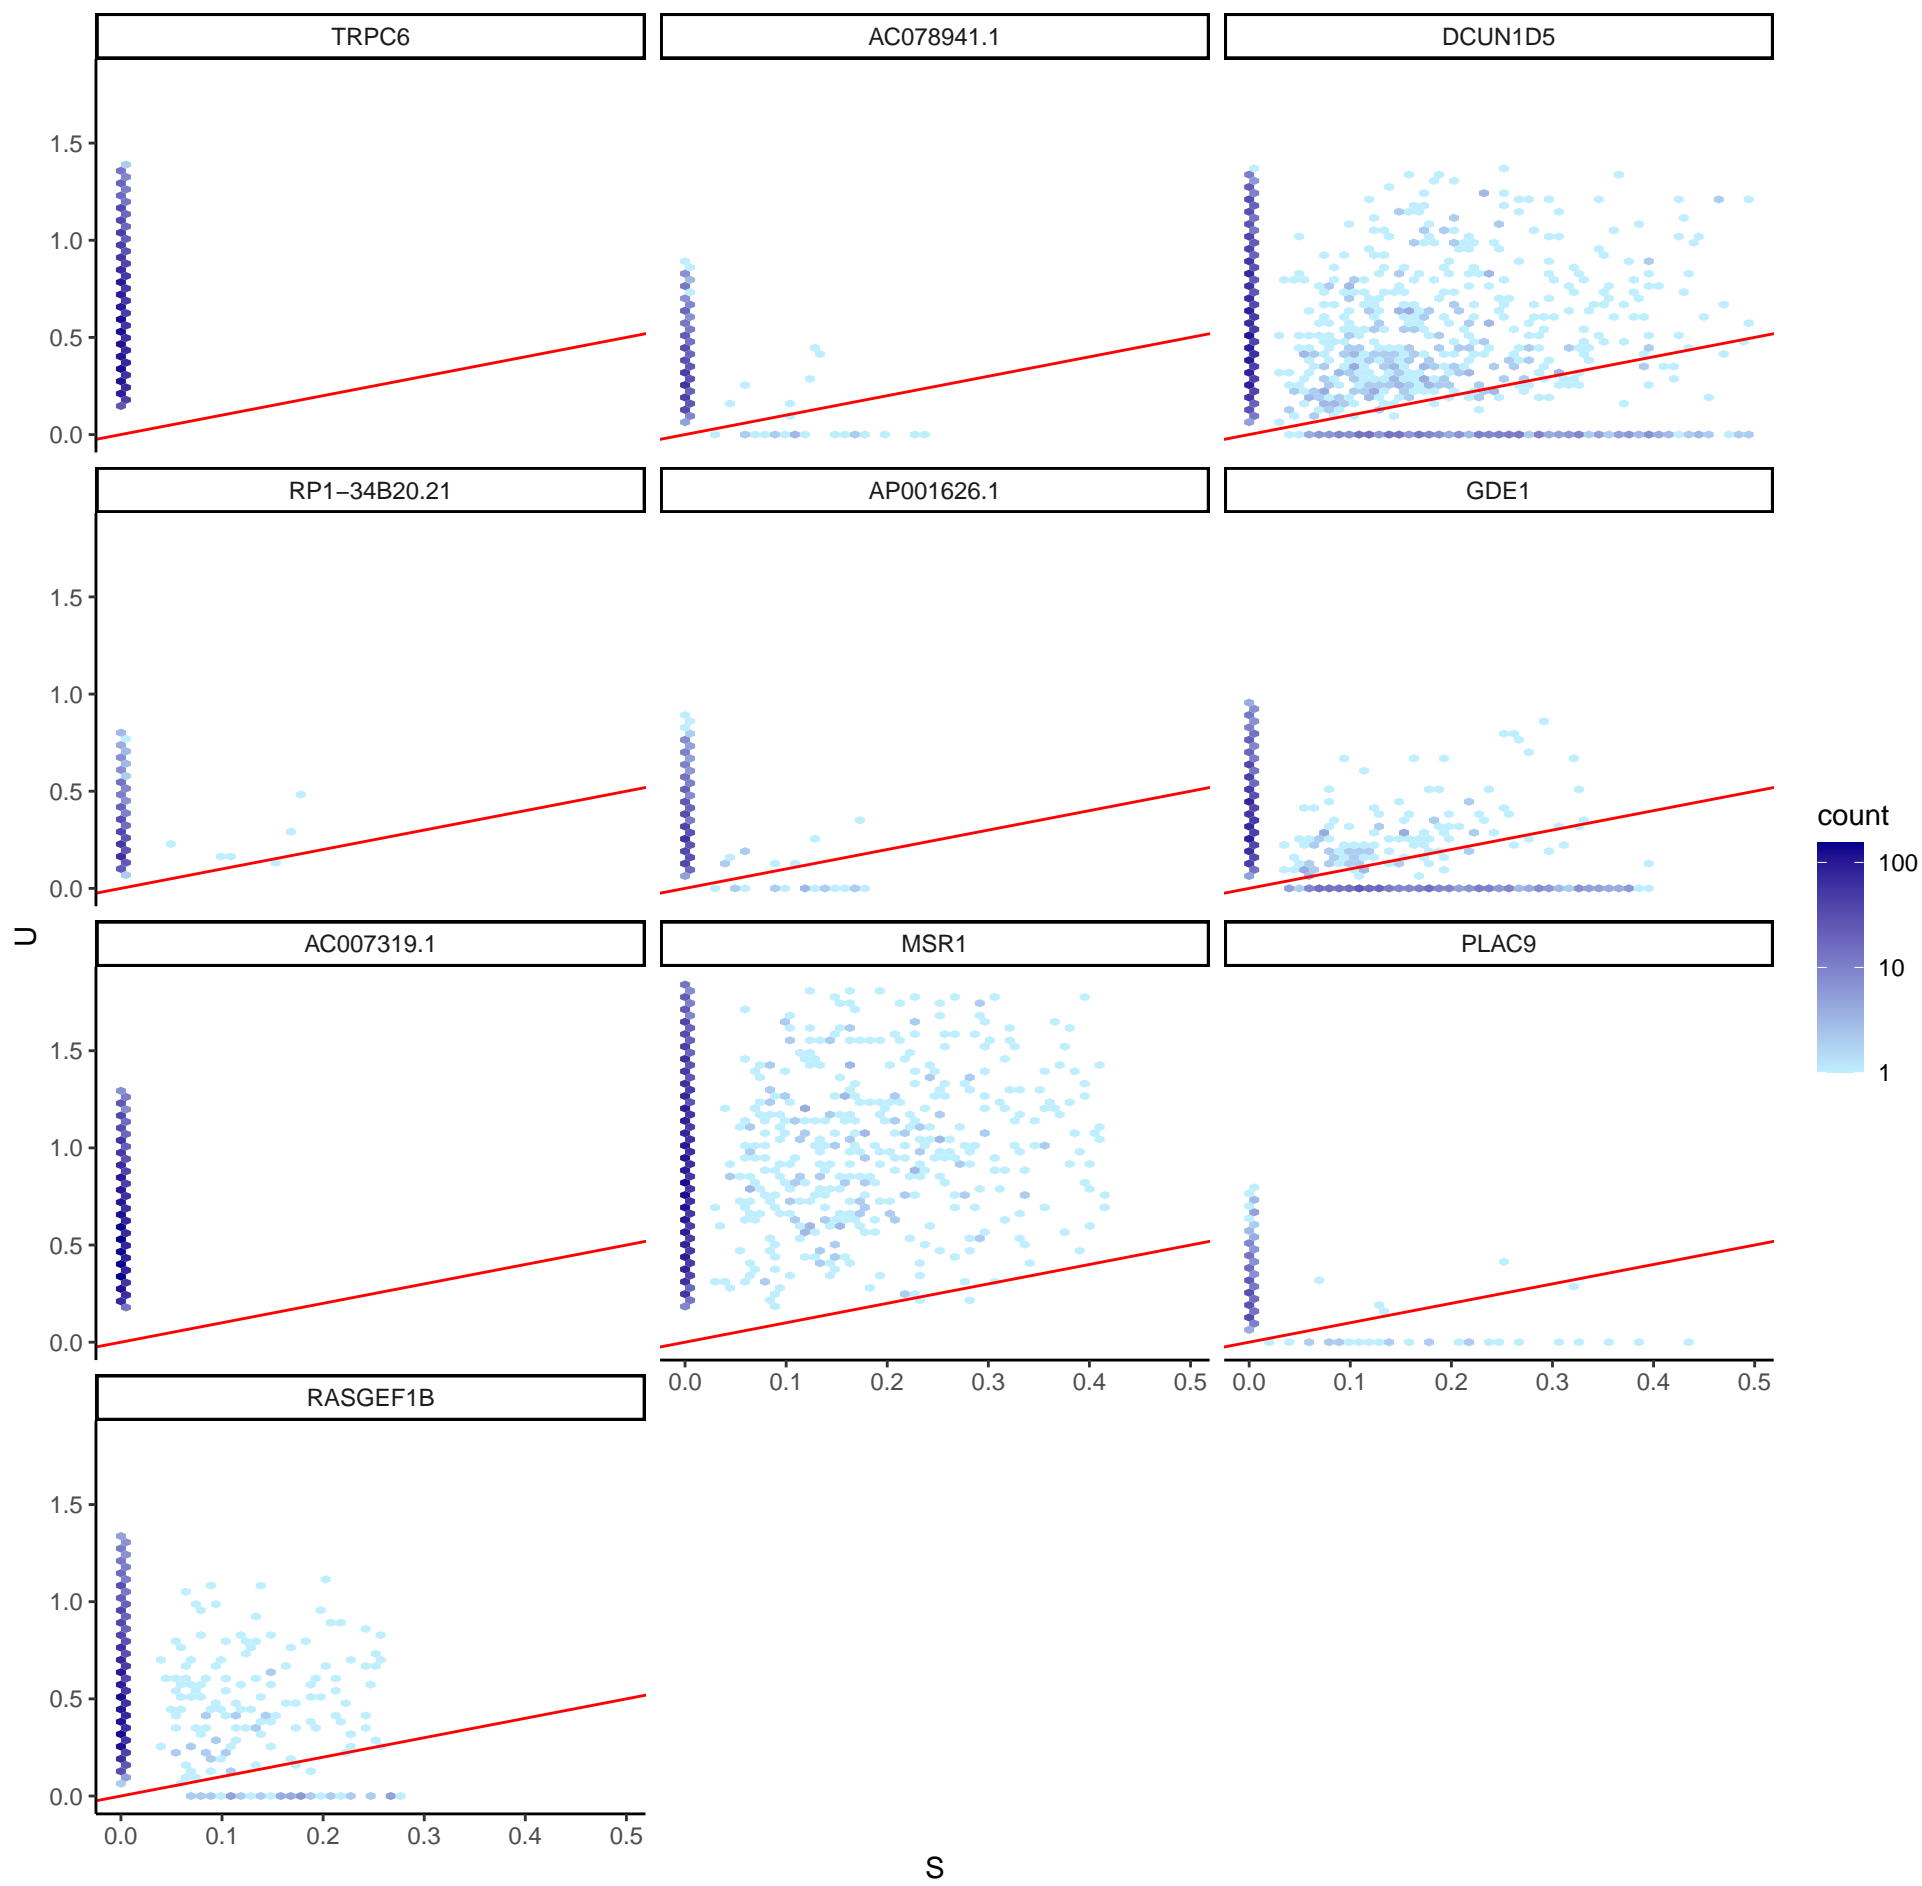 TRPC6 AC078941.1 DCUN1D5
1.5
1.0
0.5
0.0
RP1−34B20.21 AP001626.1 GDE1
1.5
1.0
0.5
0.0
AC007319.1 MSR1 PLAC9
1.5
1.0
0.5
0.0
0.0 0.1 0.2 0.3 0.4 0.5 0.0 0.1 0.2 0.3 0.4 0.5
RASGEF1B
1.5
1.0
0.5
0.0
0.0 0.1 0.2 0.3 0.4 0.5
S
U
count
100
10
1